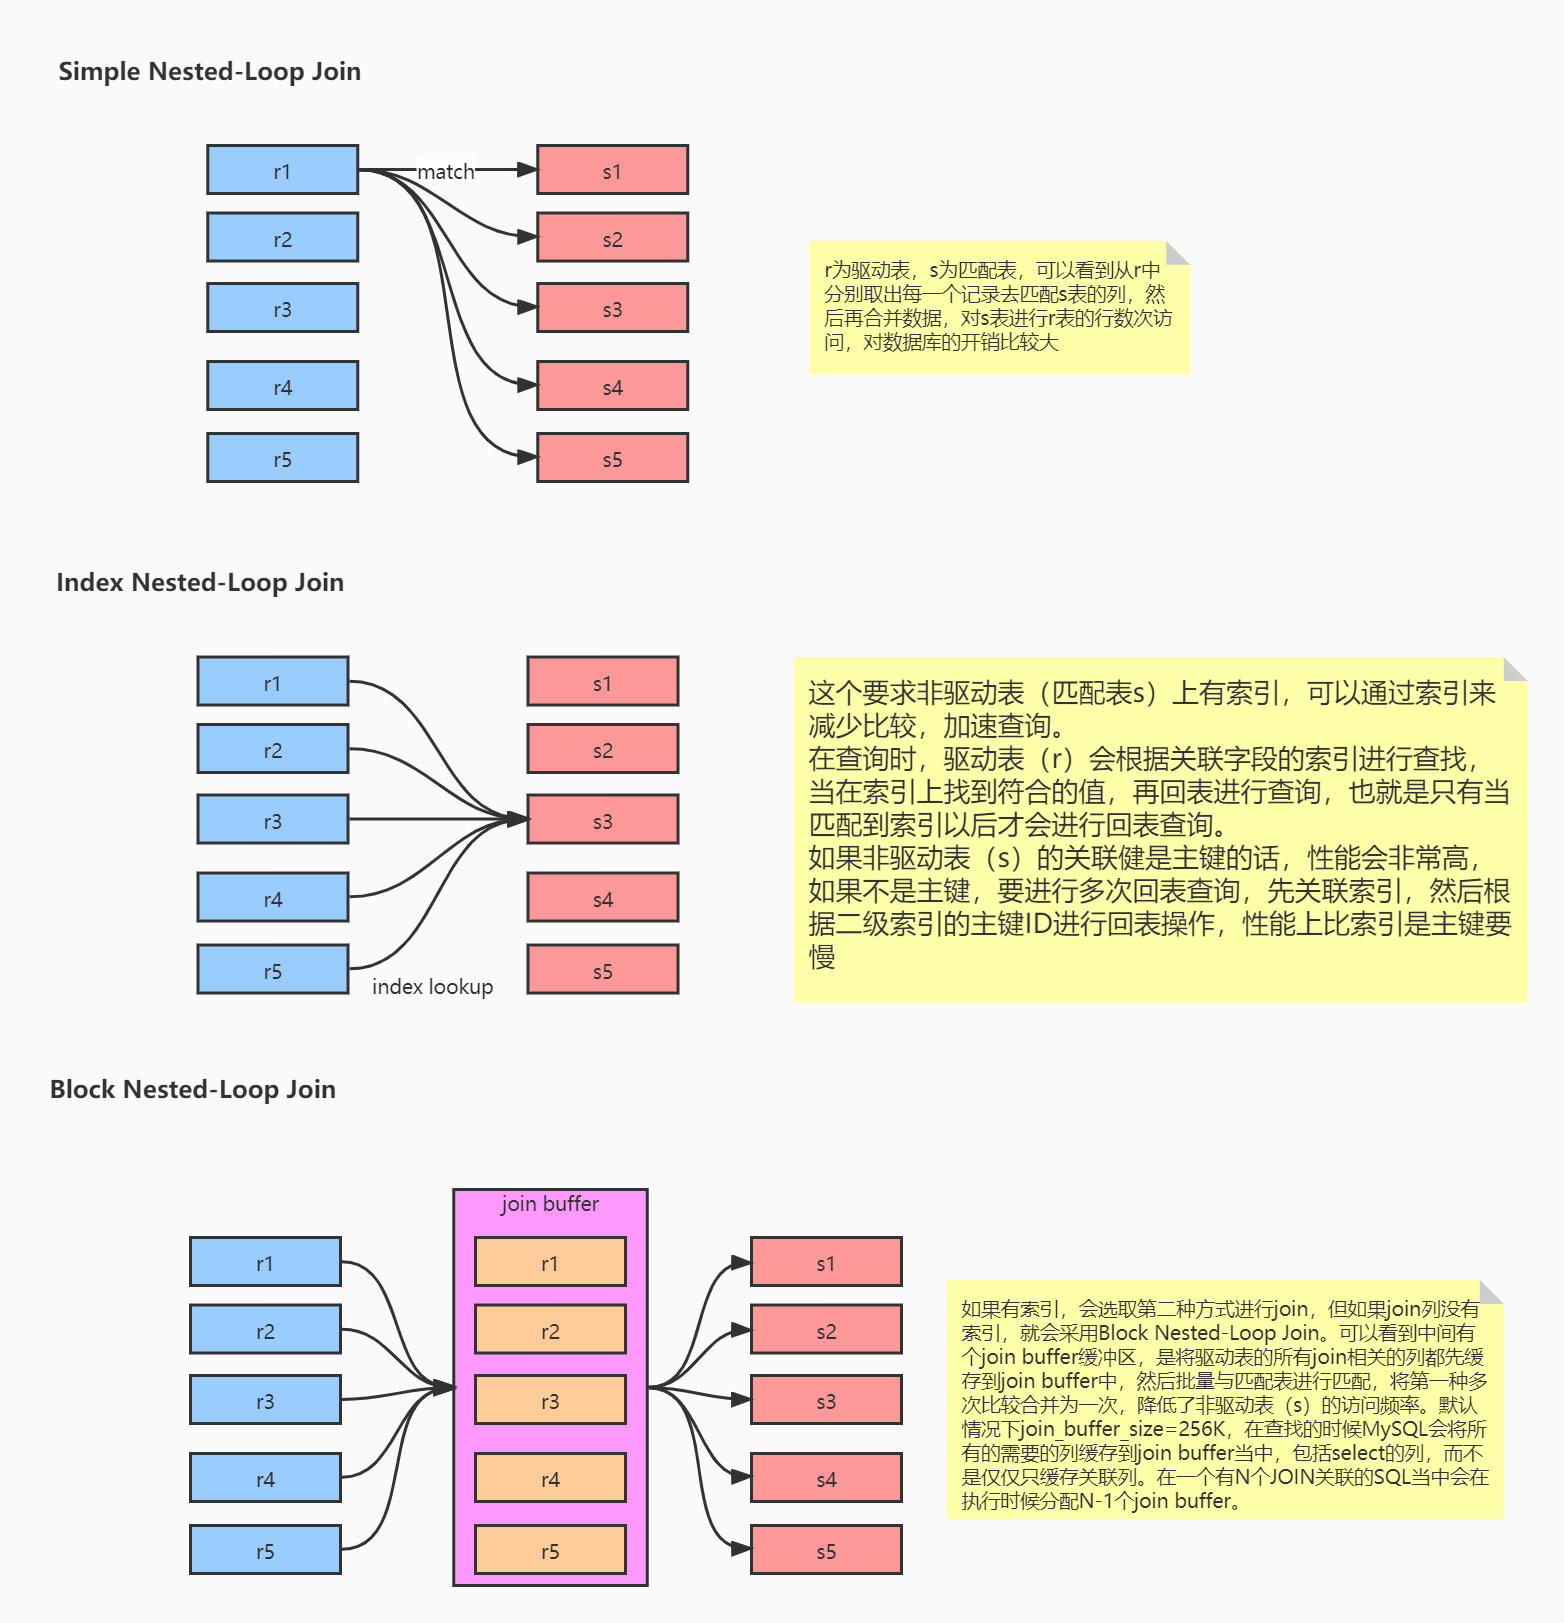 Simple Nested-Loop Join
r1
match
s1
r2
s2
r3
s3
r4
s4
r5
s5
r为驱动表，s为匹配表，可以看到从r中
分别取出每一个记录去匹配s表的列，然
后再合并数据，对s表进行r表的行数次访
问，对数据库的开销比较大
Index Nested-Loop Join
r1
s1
r2
s2
r3
s3
r4
s4
r5
s5
index lookup
这个要求非驱动表（匹配表s）上有索引，可以通过索引来
减少比较，加速查询。
在查询时，驱动表（r）会根据关联字段的索引进行查找，
当在索引上找到符合的值，再回表进行查询，也就是只有当
匹配到索引以后才会进行回表查询。
如果非驱动表（s）的关联健是主键的话，性能会非常高，
如果不是主键，要进行多次回表查询，先关联索引，然后根
据二级索引的主键ID进行回表操作，性能上比索引是主键要
慢
Block Nested-Loop Join
join buffer
r1
r1
s1
r2
r2
s2
r3
r3
s3
r4
r4
s4
r5
r5
s5
如果有索引，会选取第二种方式进行join，但如果join列没有
索引，就会采用Block Nested-Loop Join。可以看到中间有
个join buffer缓冲区，是将驱动表的所有join相关的列都先缓
存到join buffer中，然后批量与匹配表进行匹配，将第一种多
次比较合并为一次，降低了非驱动表（s）的访问频率。默认
情况下join_buffer_size=256K，在查找的时候MySQL会将所
有的需要的列缓存到join buffer当中，包括select的列，而不
是仅仅只缓存关联列。在一个有N个JOIN关联的SQL当中会在
执行时候分配N-1个join buffer。